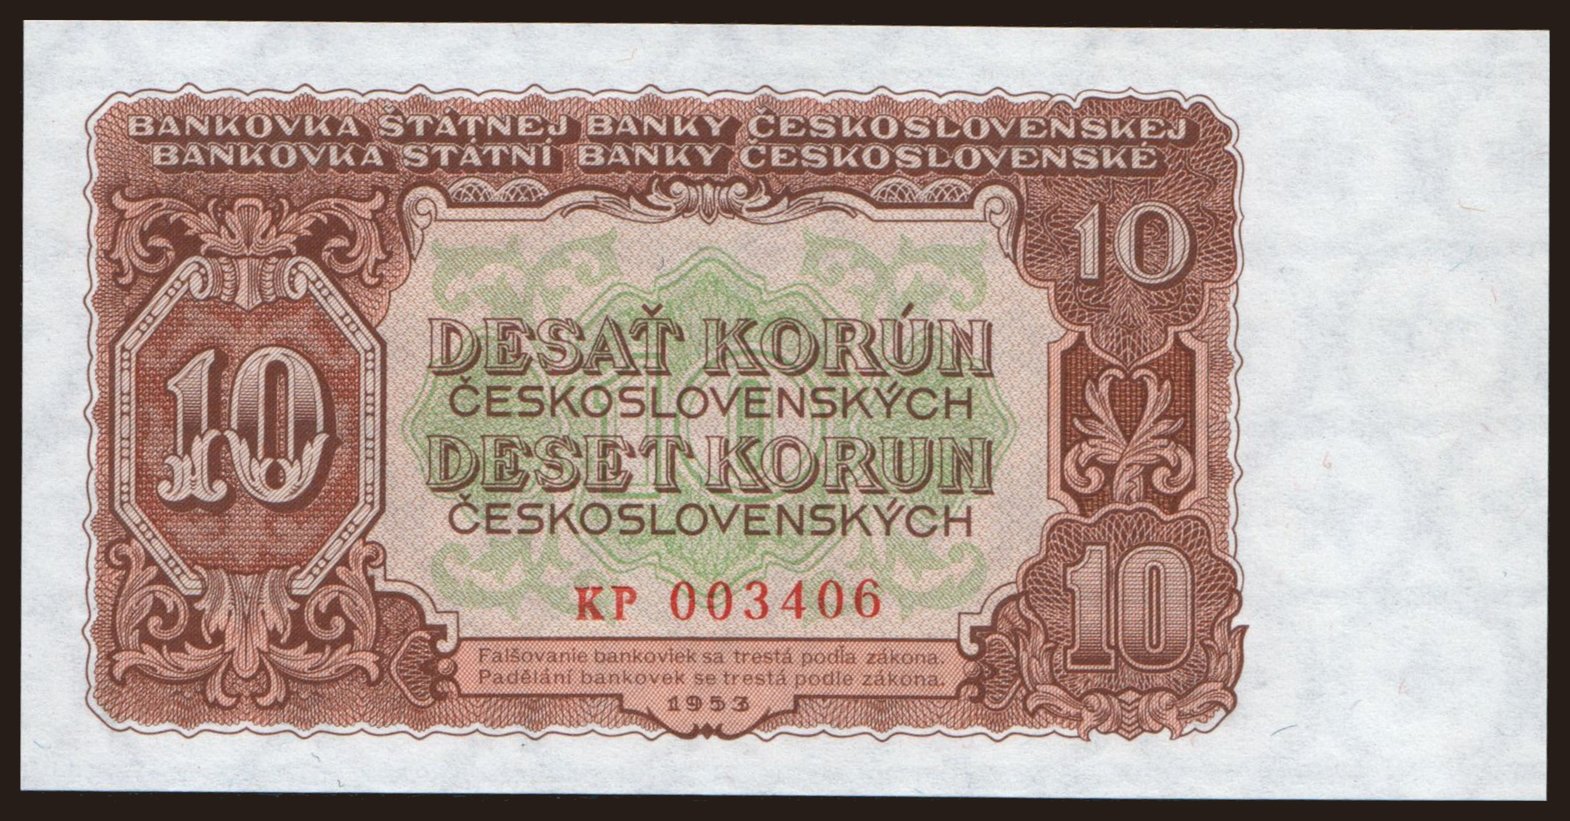 BANKOVKA ŠTÁTNEJ BANKY ČESKOSLOVENSKEJ
BANKOVKA STÁTNÍ BANKY ČESKOSLOVENSKÉ
10
10
DESAŤ KORÚN
ČESKOSLOVENSKÝCH
DESET KORUN
ČESKOSLOVENSKÝCH
10
KP 003406
10
Falšovanie bankoviek sa trestá podľa zákona.
Padělání bankovek se trestá podle zákona.
1953